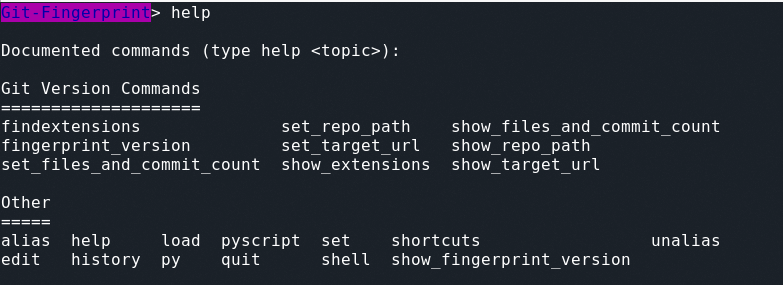 Git-Fingerprint> help
Documented commands (type help <topic>):
Git Version Commands
====================
findextensions              set_repo_path    show_files_and_commit_count
fingerprint_version         set_target_url   show_repo_path
set_files_and_commit_count  show_extensions  show_target_url
Other
=====
alias  help     load  pyscript  set    shortcuts                 unalias
edit   history  py    quit      shell  show_fingerprint_version